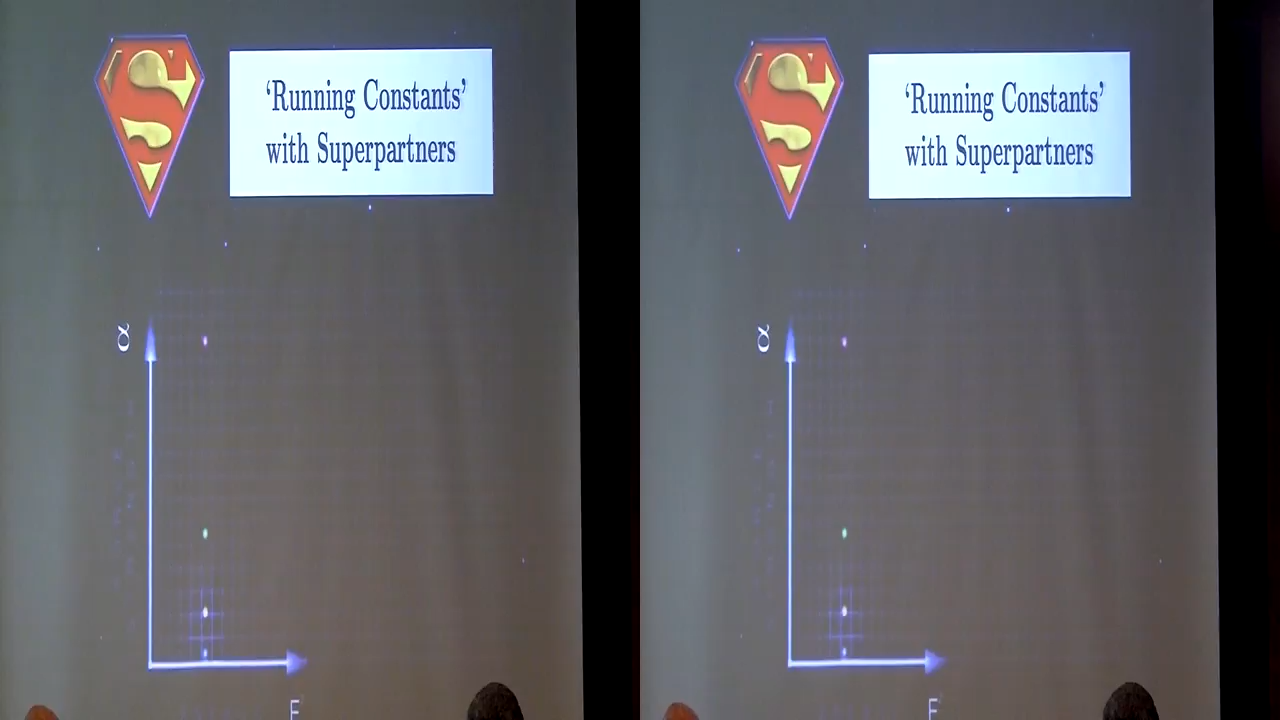 S
‘Running Constants’
with Superpartners
α
E
S
‘Running Constants’
with Superpartners
α
E